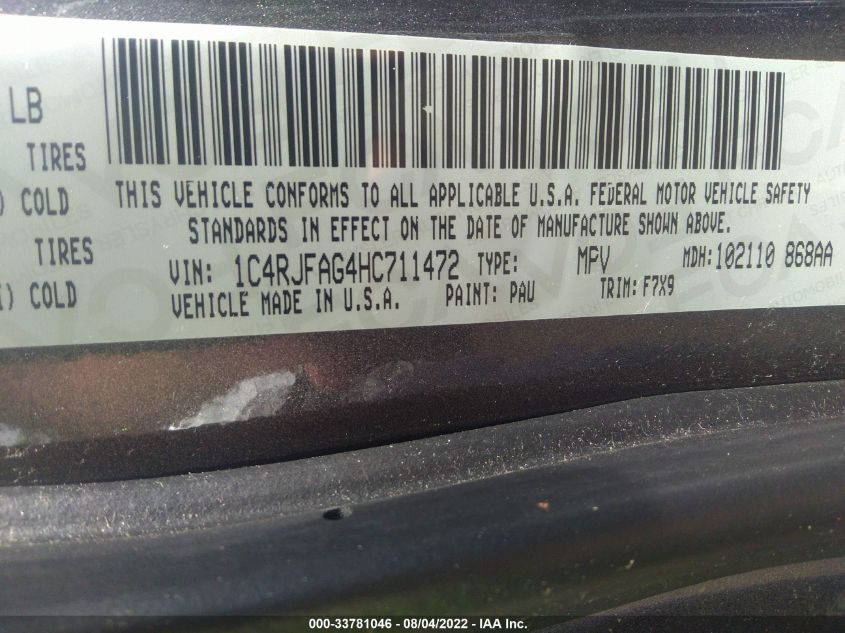 LB
TIRES
) COLD
TIRES
) COLD
THIS VEHICLE CONFORMS TO ALL APPLICABLE U.S.A. FEDERAL MOTOR VEHICLE SAFETY
STANDARDS IN EFFECT ON THE DATE OF MANUFACTURE SHOWN ABOVE.
VIN: 1C4RJFAG4HC711472 TYPE: MPV MDH: 102110 868AA
VEHICLE MADE IN U.S.A. PAINT: PAU TRIM: F7X9
000-33781046 - 08/04/2022 - IAA Inc.